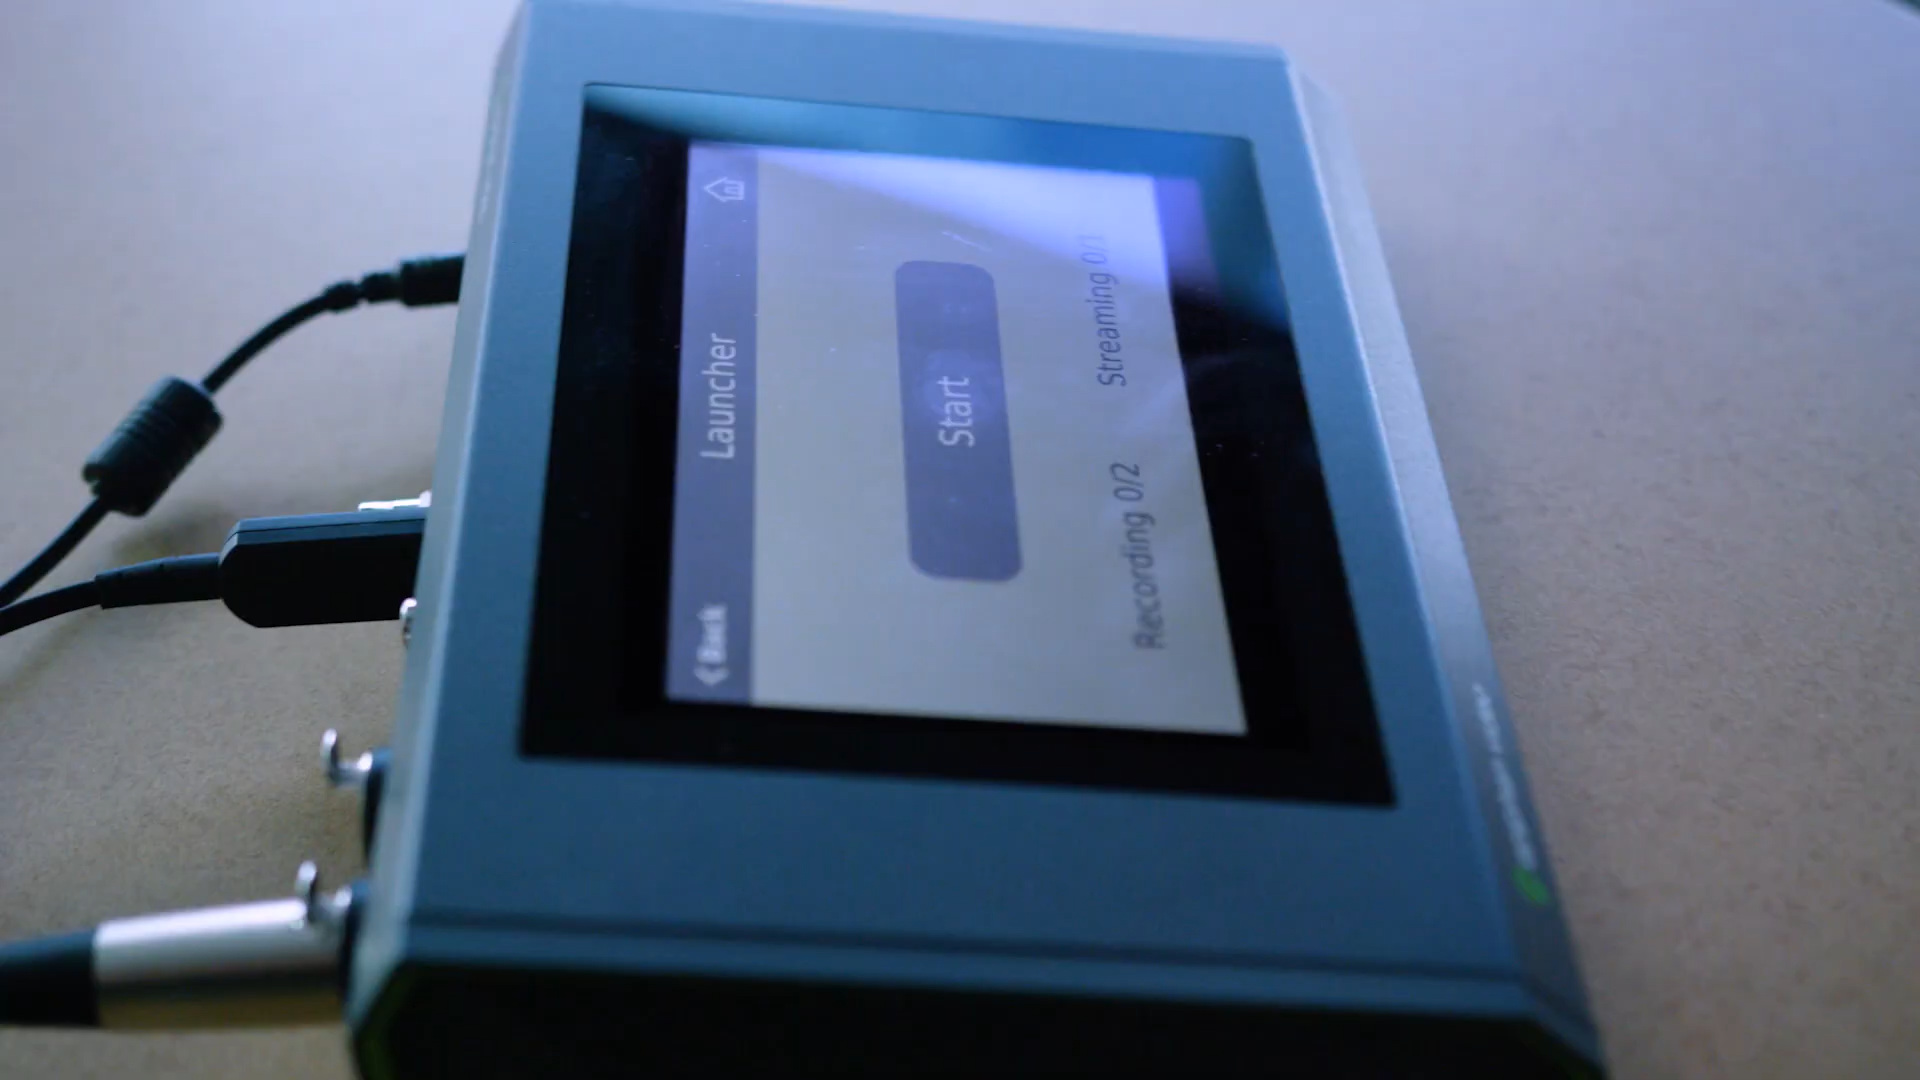 Back
Launcher
Start
Recording 0/2
Streaming 0/1